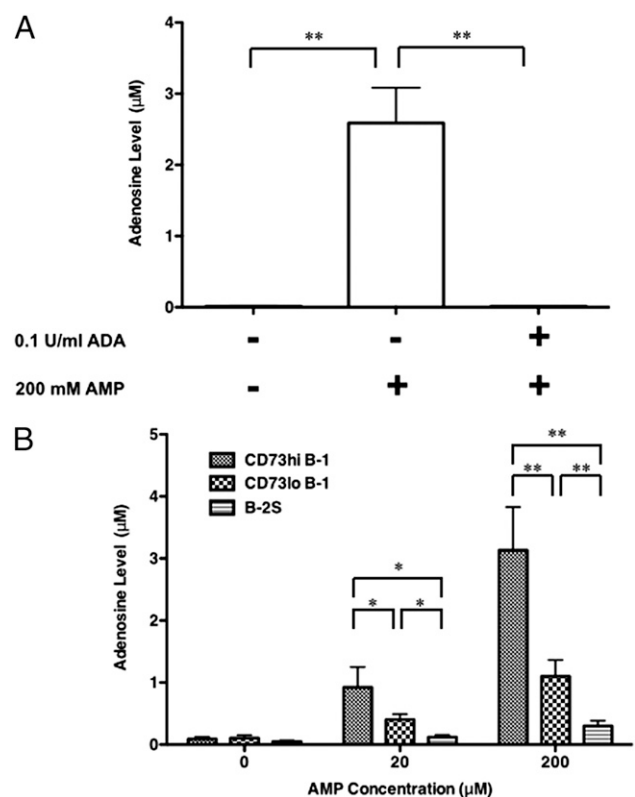 A
Adenosine Level (μM)
4
3
2
1
0
** **
0.1 U/ml ADA - - +
200 mM AMP - + +
B
Adenosine Level (μM)
5
4
3
2
1
0
CD73hi B-1
CD73lo B-1
B-2S
*
* *
**
** **
0 20 200
AMP Concentration (μM)